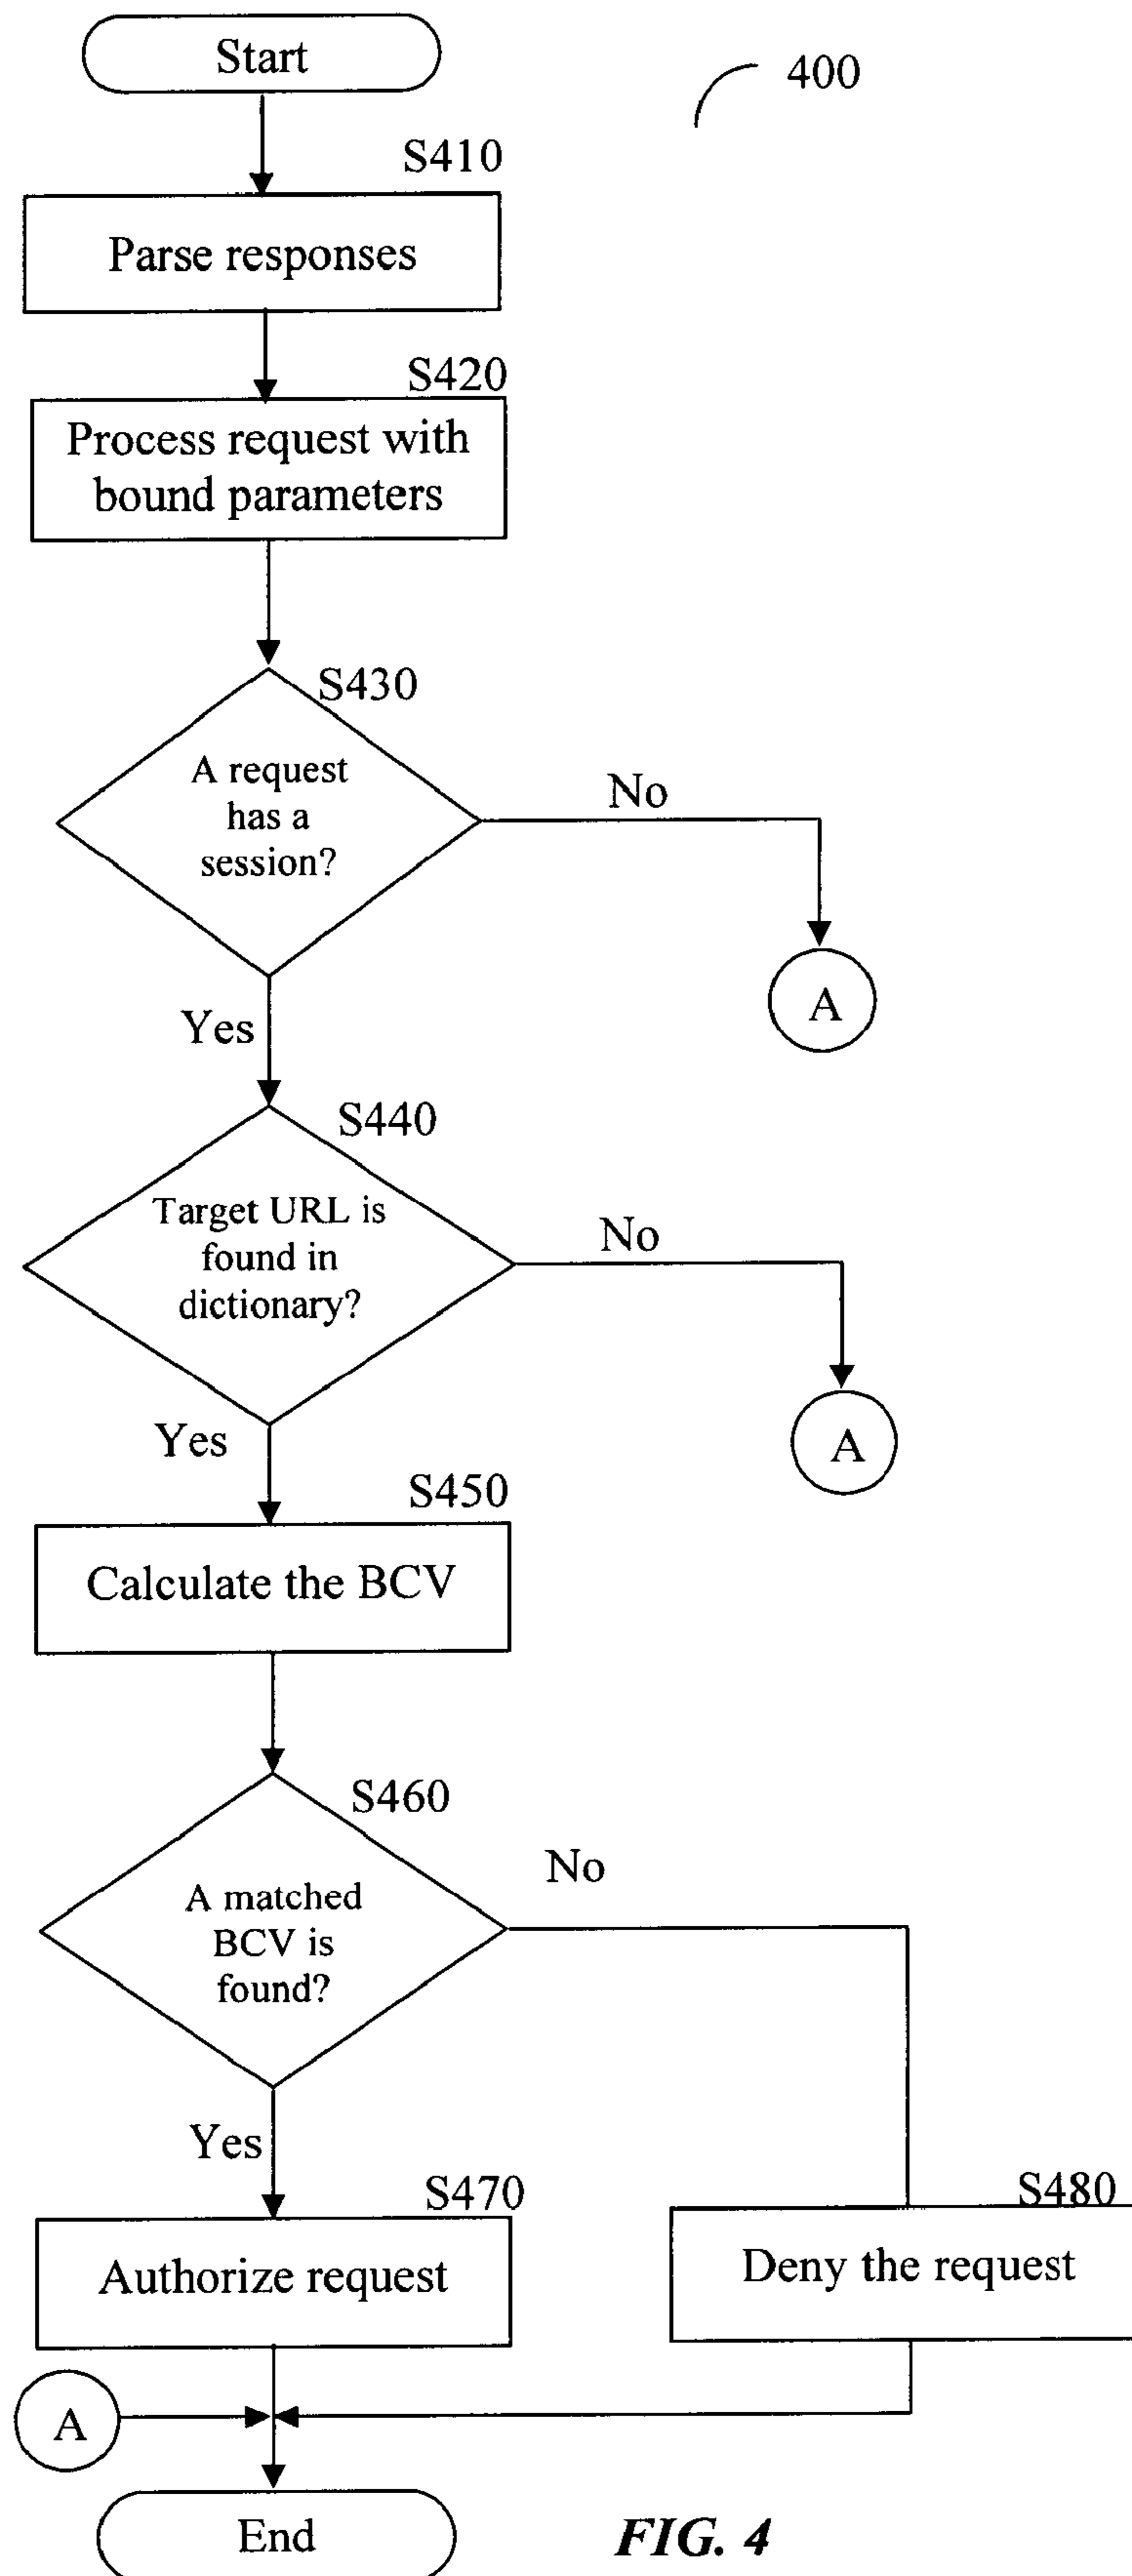 Start
400
S410
Parse responses
S420
Process request with
bound parameters
S430
A request
has a
session?
No
A
Yes
S440
Target URL is
found in
dictionary?
No
A
Yes
S450
Calculate the BCV
S460
A matched
BCV is
found?
No
Yes
S470
Authorize request
S480
Deny the request
A
End
FIG. 4